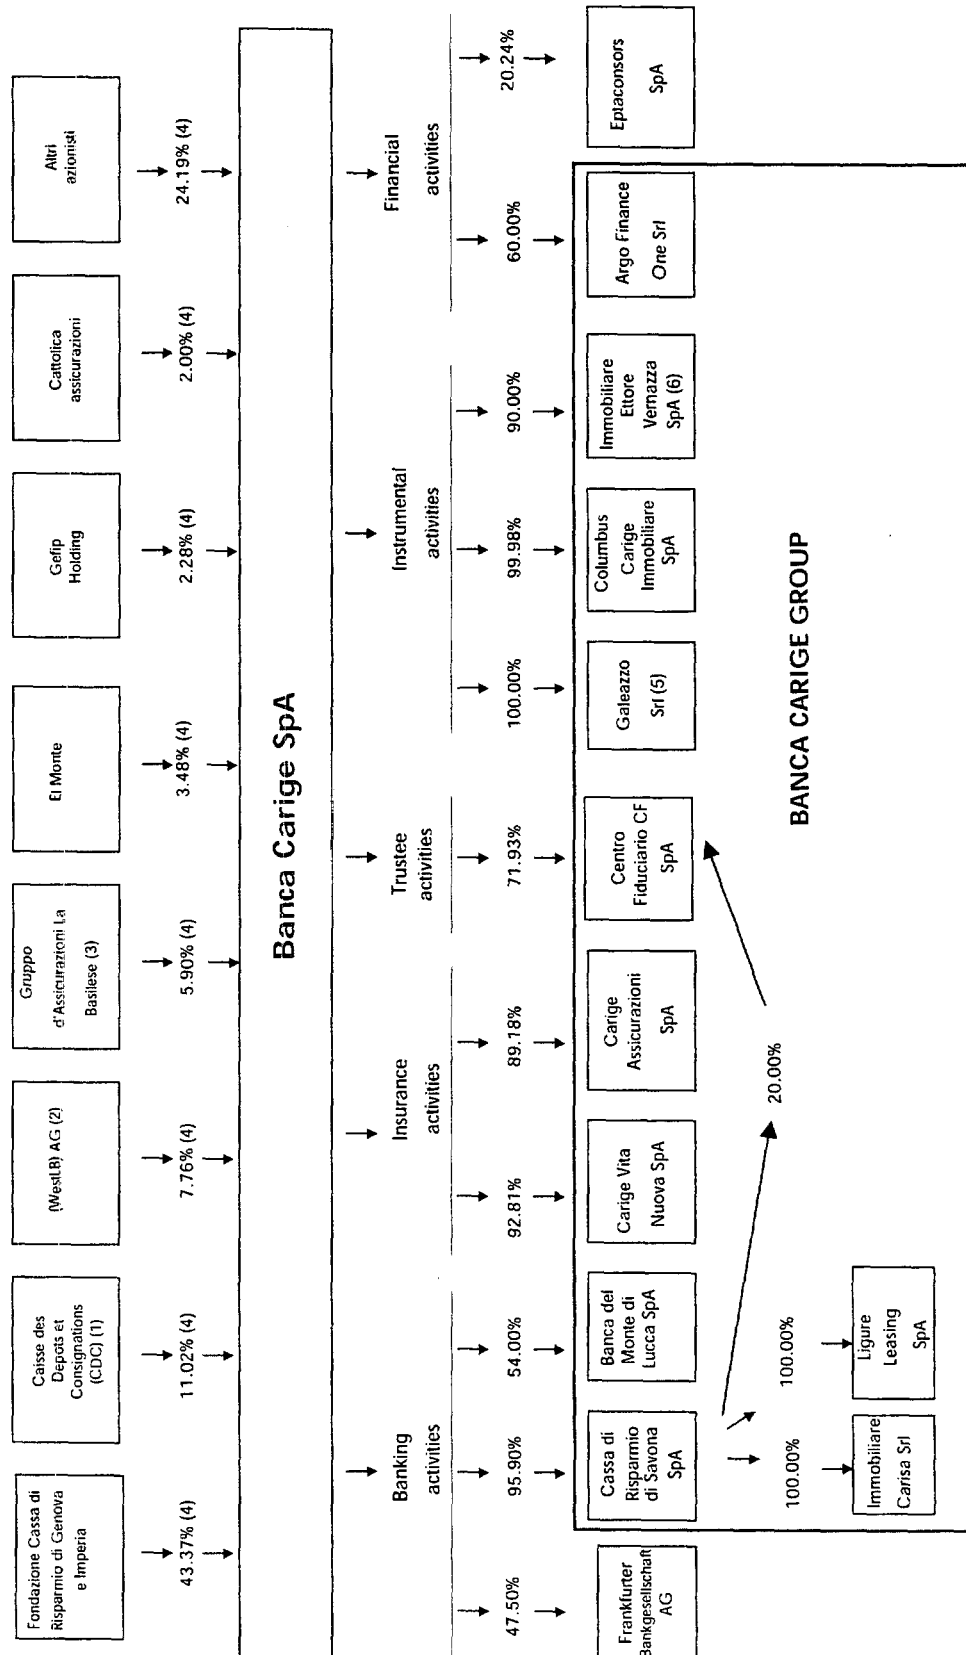 Fondazione Cassa di
Risparmio di Genova
e Imperia
Caisse des
Depots et
Consignations
(CDC) (1)
(WestLB) AG (2)
Gruppo
d'Assicurazioni La
Basilese (3)
El Monte
Gefip
Holding
Cattolica
assicurazioni
Altri
azionisti
43.37% (4)
11.02% (4)
7.76% (4)
5.90% (4)
3.48% (4)
2.28% (4)
2.00% (4)
24.19% (4)
Banca Carige SpA
Banking
activities
Insurance
activities
Trustee
activities
Instrumental
activities
Financial
activities
47.50%
95.90%
54.00%
92.81%
89.18%
71.93%
100.00%
99.98%
90.00%
60.00%
20.24%
Frankfurter
Bankgesellschaft
AG
Cassa di
Risparmio
di Savona
SpA
Banca del
Monte di
Lucca SpA
Carige Vita
Nuova SpA
Carige
Assicurazioni
SpA
Centro
Fiduciario CF
SpA
Galeazzo
Srl (5)
Columbus
Carige
Immobiliare
SpA
Immobiliare
Ettore
Vernazza
SpA (6)
Argo Finance
One Srl
Eptaconsors
SpA
100.00%
100.00%
20.00%
Immobiliare
Carisa Srl
Ligure
Leasing
SpA
BANCA CARIGE GROUP